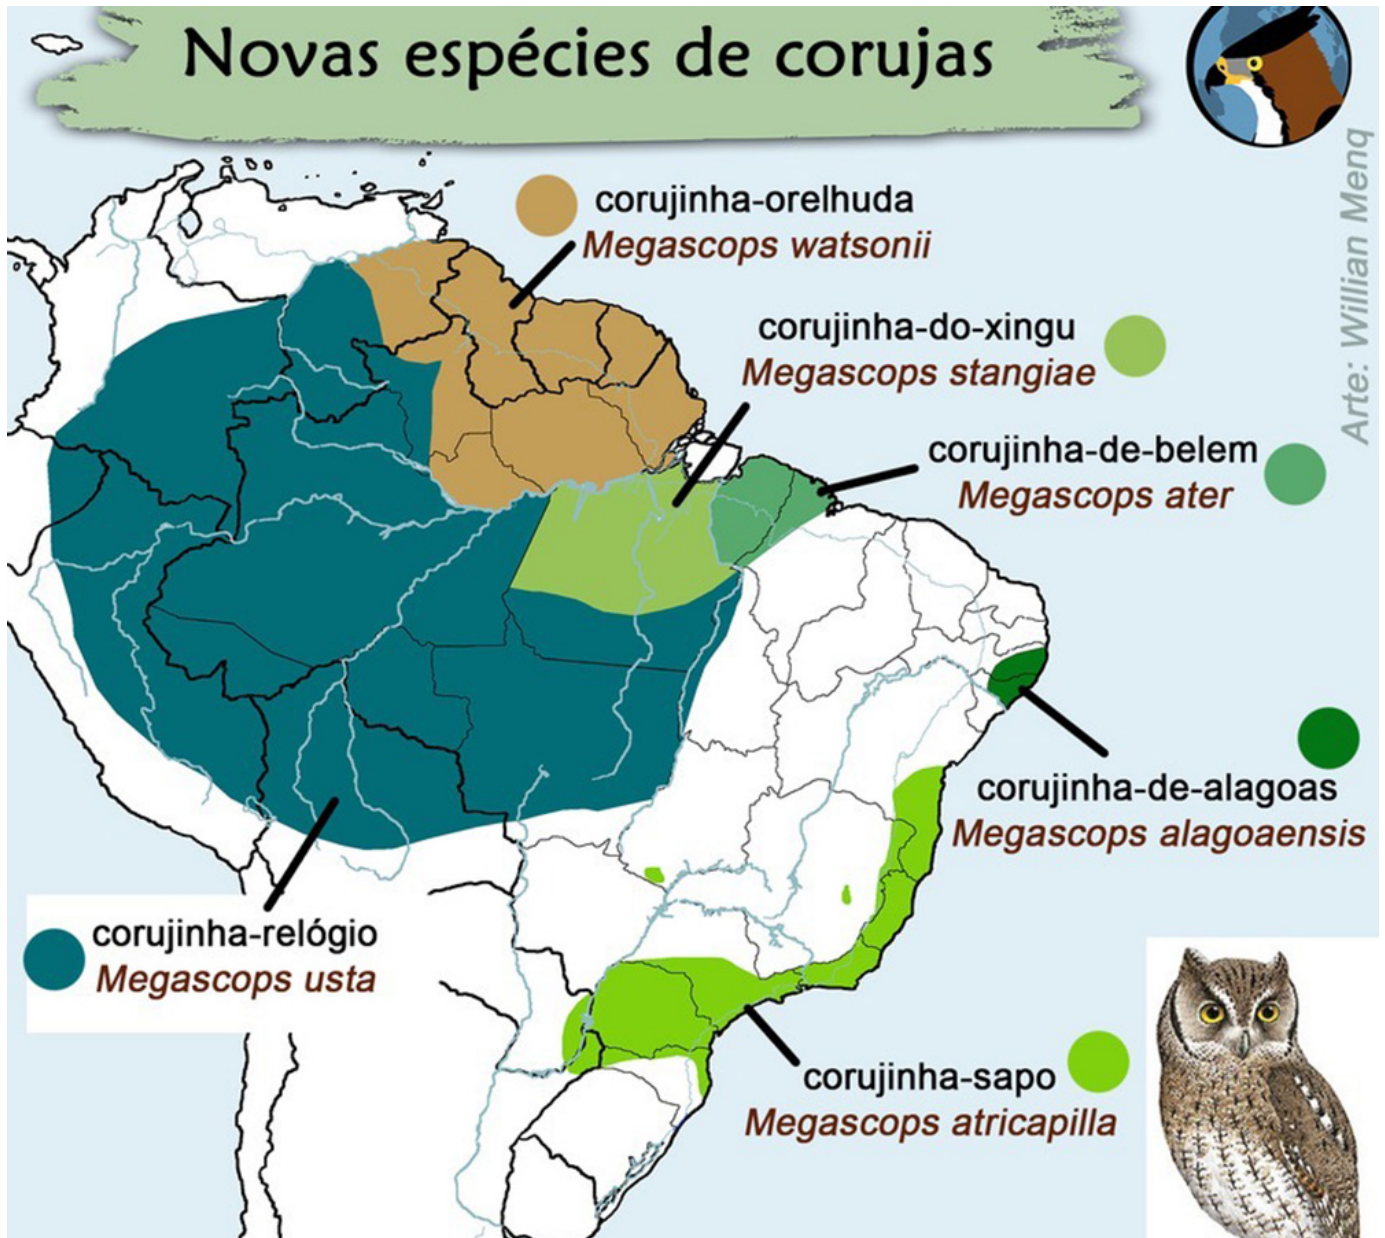 Novas espécies de corujas
Arte: Willian Menq
corujinha-orelhuda
Megascops watsonii
corujinha-do-xingu
Megascops stangiae
corujinha-de-belem
Megascops ater
corujinha-de-alagoas
Megascops alagoaensis
corujinha-relógio
Megascops usta
corujinha-sapo
Megascops atricapilla